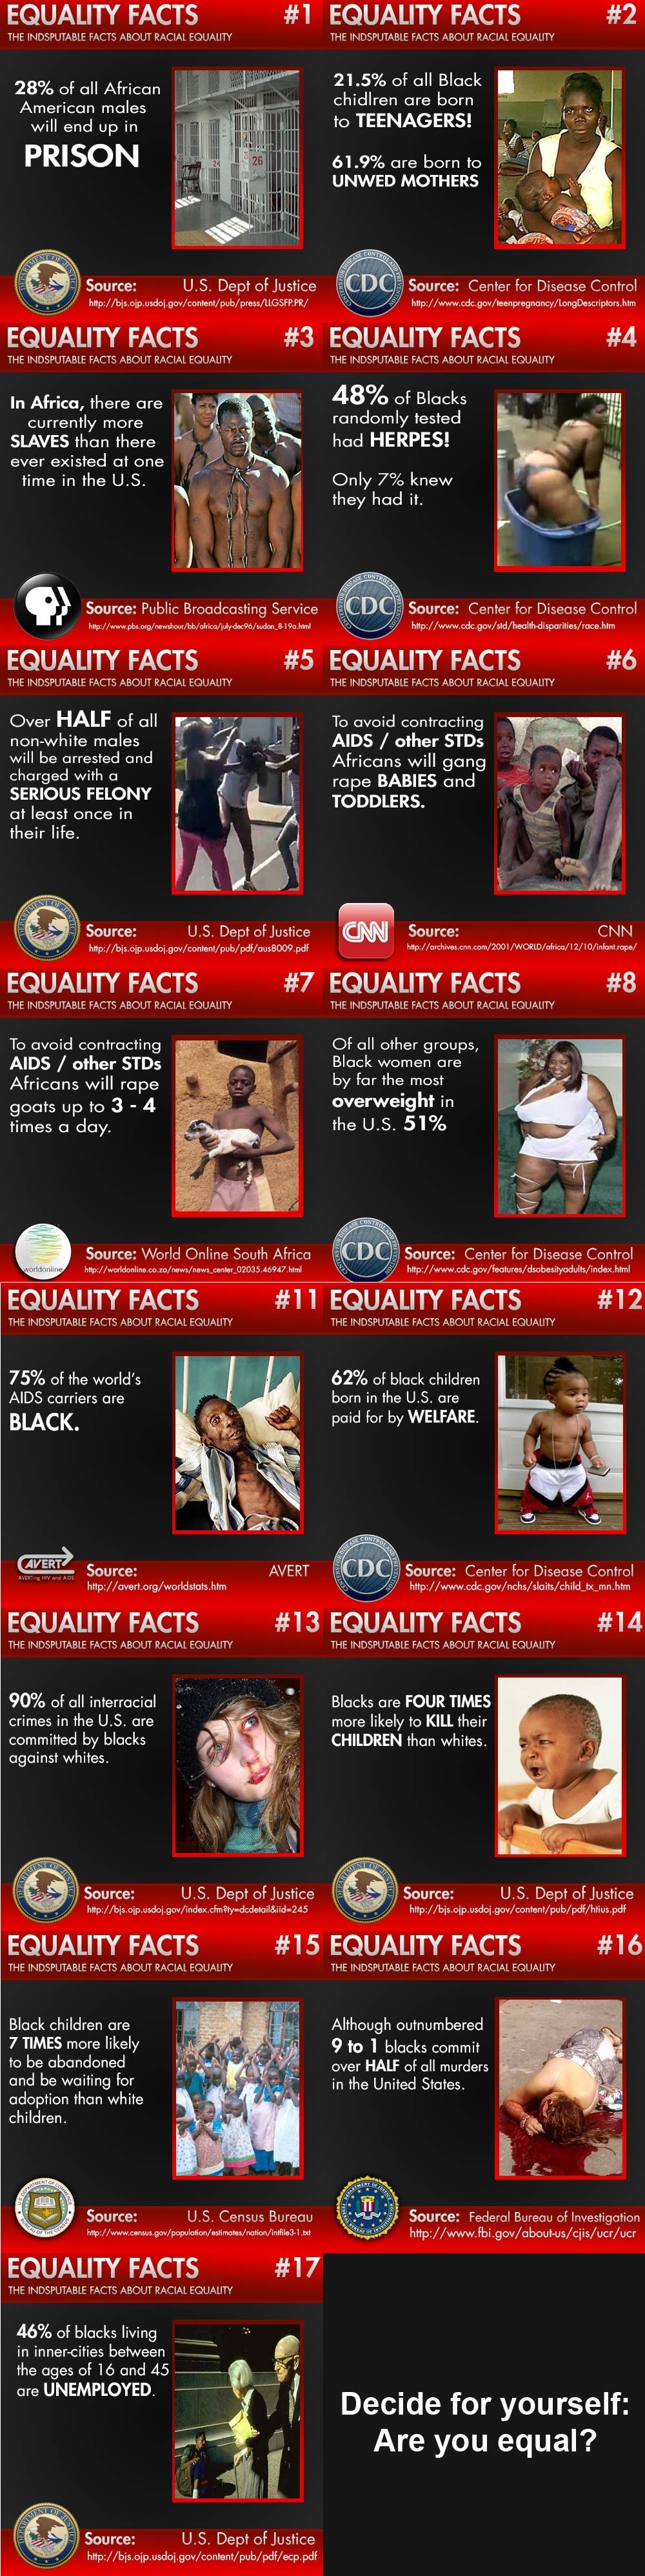 EQUALITY FACTS #1
THE INDSPUTABLE FACTS ABOUT RACIAL EQUALITY
28% of all African
American males
will end up in
PRISON
DEPARTMENT OF JUSTICE
Source: U.S. Dept of Justice
http://bjs.ojp.usdoj.gov/content/pub/press/LLGSFP.PR/
EQUALITY FACTS #2
THE INDSPUTABLE FACTS ABOUT RACIAL EQUALITY
21.5% of all Black
chidlren are born
to TEENAGERS!
61.9% are born to
UNWED MOTHERS
CDC
Source: Center for Disease Control
http://www.cdc.gov/teenpregnancy/LongDescriptors.htm
EQUALITY FACTS #3
THE INDSPUTABLE FACTS ABOUT RACIAL EQUALITY
In Africa, there are
currently more
SLAVES than there
ever existed at one
time in the U.S.
Source: Public Broadcasting Service
http://www.pbs.org/newshour/bb/africa/july-dec96/sudan_8-19a.html
EQUALITY FACTS #4
THE INDSPUTABLE FACTS ABOUT RACIAL EQUALITY
48% of Blacks
randomly tested
had HERPES!
Only 7% knew
they had it.
CDC
Source: Center for Disease Control
http://www.cdc.gov/std/health-disparities/race.htm
EQUALITY FACTS #5
THE INDSPUTABLE FACTS ABOUT RACIAL EQUALITY
Over HALF of all
non-white males
will be arrested and
charged with a
SERIOUS FELONY
at least once in
their life.
Source: U.S. Dept of Justice
http://bjs.ojp.usdoj.gov/content/pub/pdf/aus8009.pdf
EQUALITY FACTS #6
THE INDSPUTABLE FACTS ABOUT RACIAL EQUALITY
To avoid contracting
AIDS / other STDs
Africans will gang
rape BABIES and
TODDLERS.
CNN
Source: CNN
http://archives.cnn.com/2001/WORLD/africa/12/10/infant.rape/
EQUALITY FACTS #7
THE INDSPUTABLE FACTS ABOUT RACIAL EQUALITY
To avoid contracting
AIDS / other STDs
Africans will rape
goats up to 3 - 4
times a day.
worldonline
Source: World Online South Africa
http://worldonline.co.za/news/news_center_02035.46947.html
EQUALITY FACTS #8
THE INDSPUTABLE FACTS ABOUT RACIAL EQUALITY
Of all other groups,
Black women are
by far the most
overweight in
the U.S. 51%
CDC
Source: Center for Disease Control
http://www.cdc.gov/features/dsobesityadults/index.html
EQUALITY FACTS #11
THE INDSPUTABLE FACTS ABOUT RACIAL EQUALITY
75% of the world's
AIDS carriers are
BLACK.
AVERT
AVERTing HIV and AIDS
Source: AVERT
http://avert.org/worldstats.htm
EQUALITY FACTS #12
THE INDSPUTABLE FACTS ABOUT RACIAL EQUALITY
62% of black children
born in the U.S. are
paid for by WELFARE.
CDC
Source: Center for Disease Control
http://www.cdc.gov/nchs/slaits/child_tx_mn.htm
EQUALITY FACTS #13
THE INDSPUTABLE FACTS ABOUT RACIAL EQUALITY
90% of all interracial
crimes in the U.S. are
committed by blacks
against whites.
Source: U.S. Dept of Justice
http://bjs.ojp.usdoj.gov/index.cfm?ty=dcdetail&iid=245
EQUALITY FACTS #14
THE INDSPUTABLE FACTS ABOUT RACIAL EQUALITY
Blacks are FOUR TIMES
more likely to KILL their
CHILDREN than whites.
Source: U.S. Dept of Justice
http://bjs.ojp.usdoj.gov/content/pub/pdf/htius.pdf
EQUALITY FACTS #15
THE INDSPUTABLE FACTS ABOUT RACIAL EQUALITY
Black children are
7 TIMES more likely
to be abandoned
and be waiting for
adoption than white
children.
Source: U.S. Census Bureau
http://www.census.gov/population/estimates/nation/intfile3-1.txt
EQUALITY FACTS #16
THE INDSPUTABLE FACTS ABOUT RACIAL EQUALITY
Although outnumbered
9 to 1 blacks commit
over HALF of all murders
in the United States.
Source: Federal Bureau of Investigation
http://www.fbi.gov/about-us/cjis/ucr/ucr
EQUALITY FACTS #17
THE INDSPUTABLE FACTS ABOUT RACIAL EQUALITY
46% of blacks living
in inner-cities between
the ages of 16 and 45
are UNEMPLOYED.
Source: U.S. Dept of Justice
http://bjs.ojp.usdoj.gov/content/pub/pdf/ecp.pdf
Decide for yourself:
Are you equal?